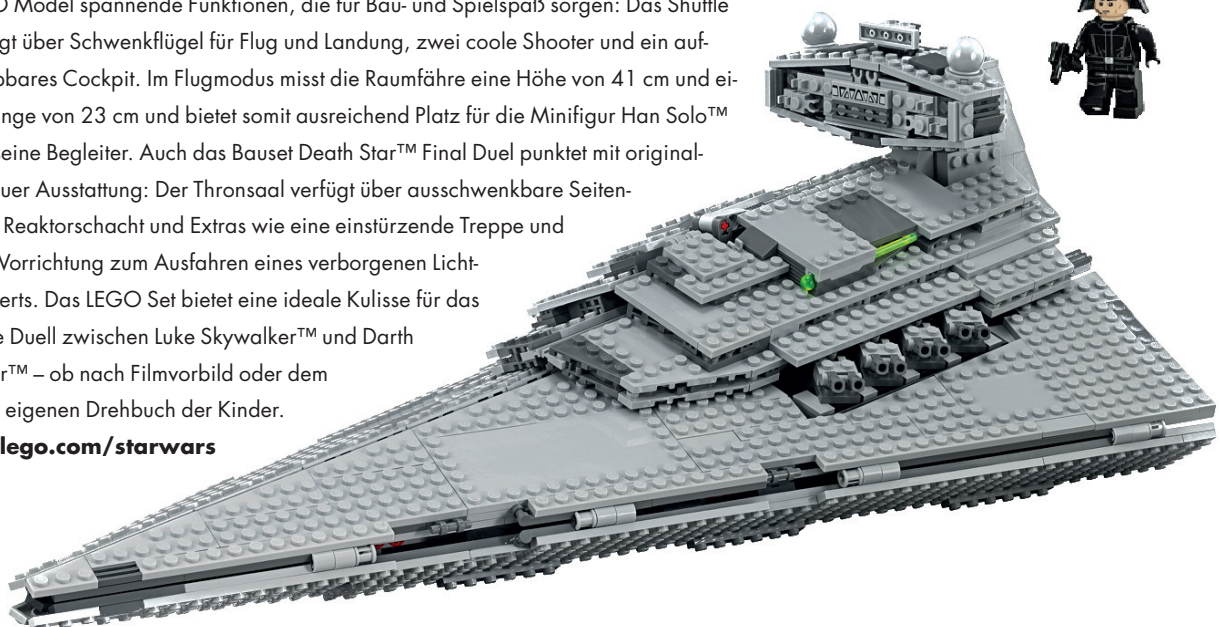 O Model spannende Funktionen, die für Bau- und Spielspaß sorgen: Das Shuttle
gt über Schwenkflügel für Flug und Landung, zwei coole Shooter und ein auf-
pbares Cockpit. Im Flugmodus misst die Raumfähre eine Höhe von 41 cm und ei-
nge von 23 cm und bietet somit ausreichend Platz für die Minifigur Han Solo™
seine Begleiter. Auch das Bauset Death Star™ Final Duel punktet mit original-
uer Ausstattung: Der Thronsaal verfügt über ausschwenkbare Seiten-
Reaktorschacht und Extras wie eine einstürzende Treppe und
Vorrichtung zum Ausfahren eines verborgenen Licht-
erts. Das LEGO Set bietet eine ideale Kulisse für das
e Duell zwischen Luke Skywalker™ und Darth
r™ – ob nach Filmvorbild oder dem
eigenen Drehbuch der Kinder.
lego.com/starwars